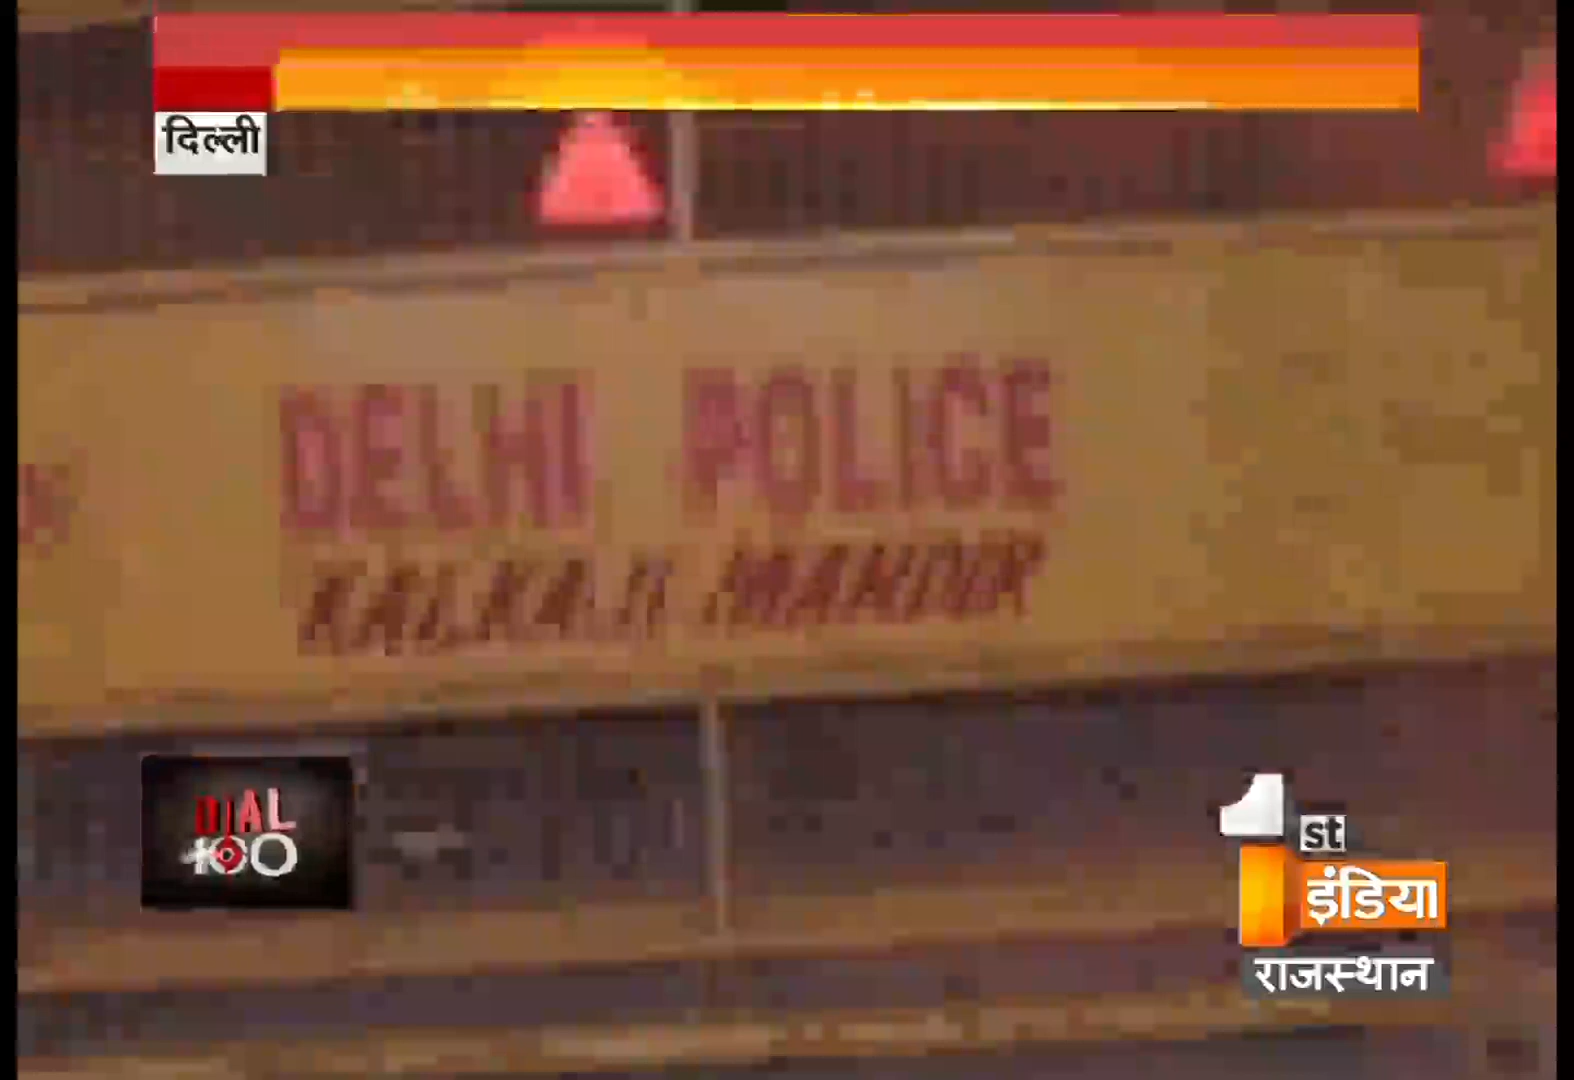 दिल्ली
DELHI POLICE
KALKAJI MANDIR
DIAL
100
1st
इंडिया
राजस्थान